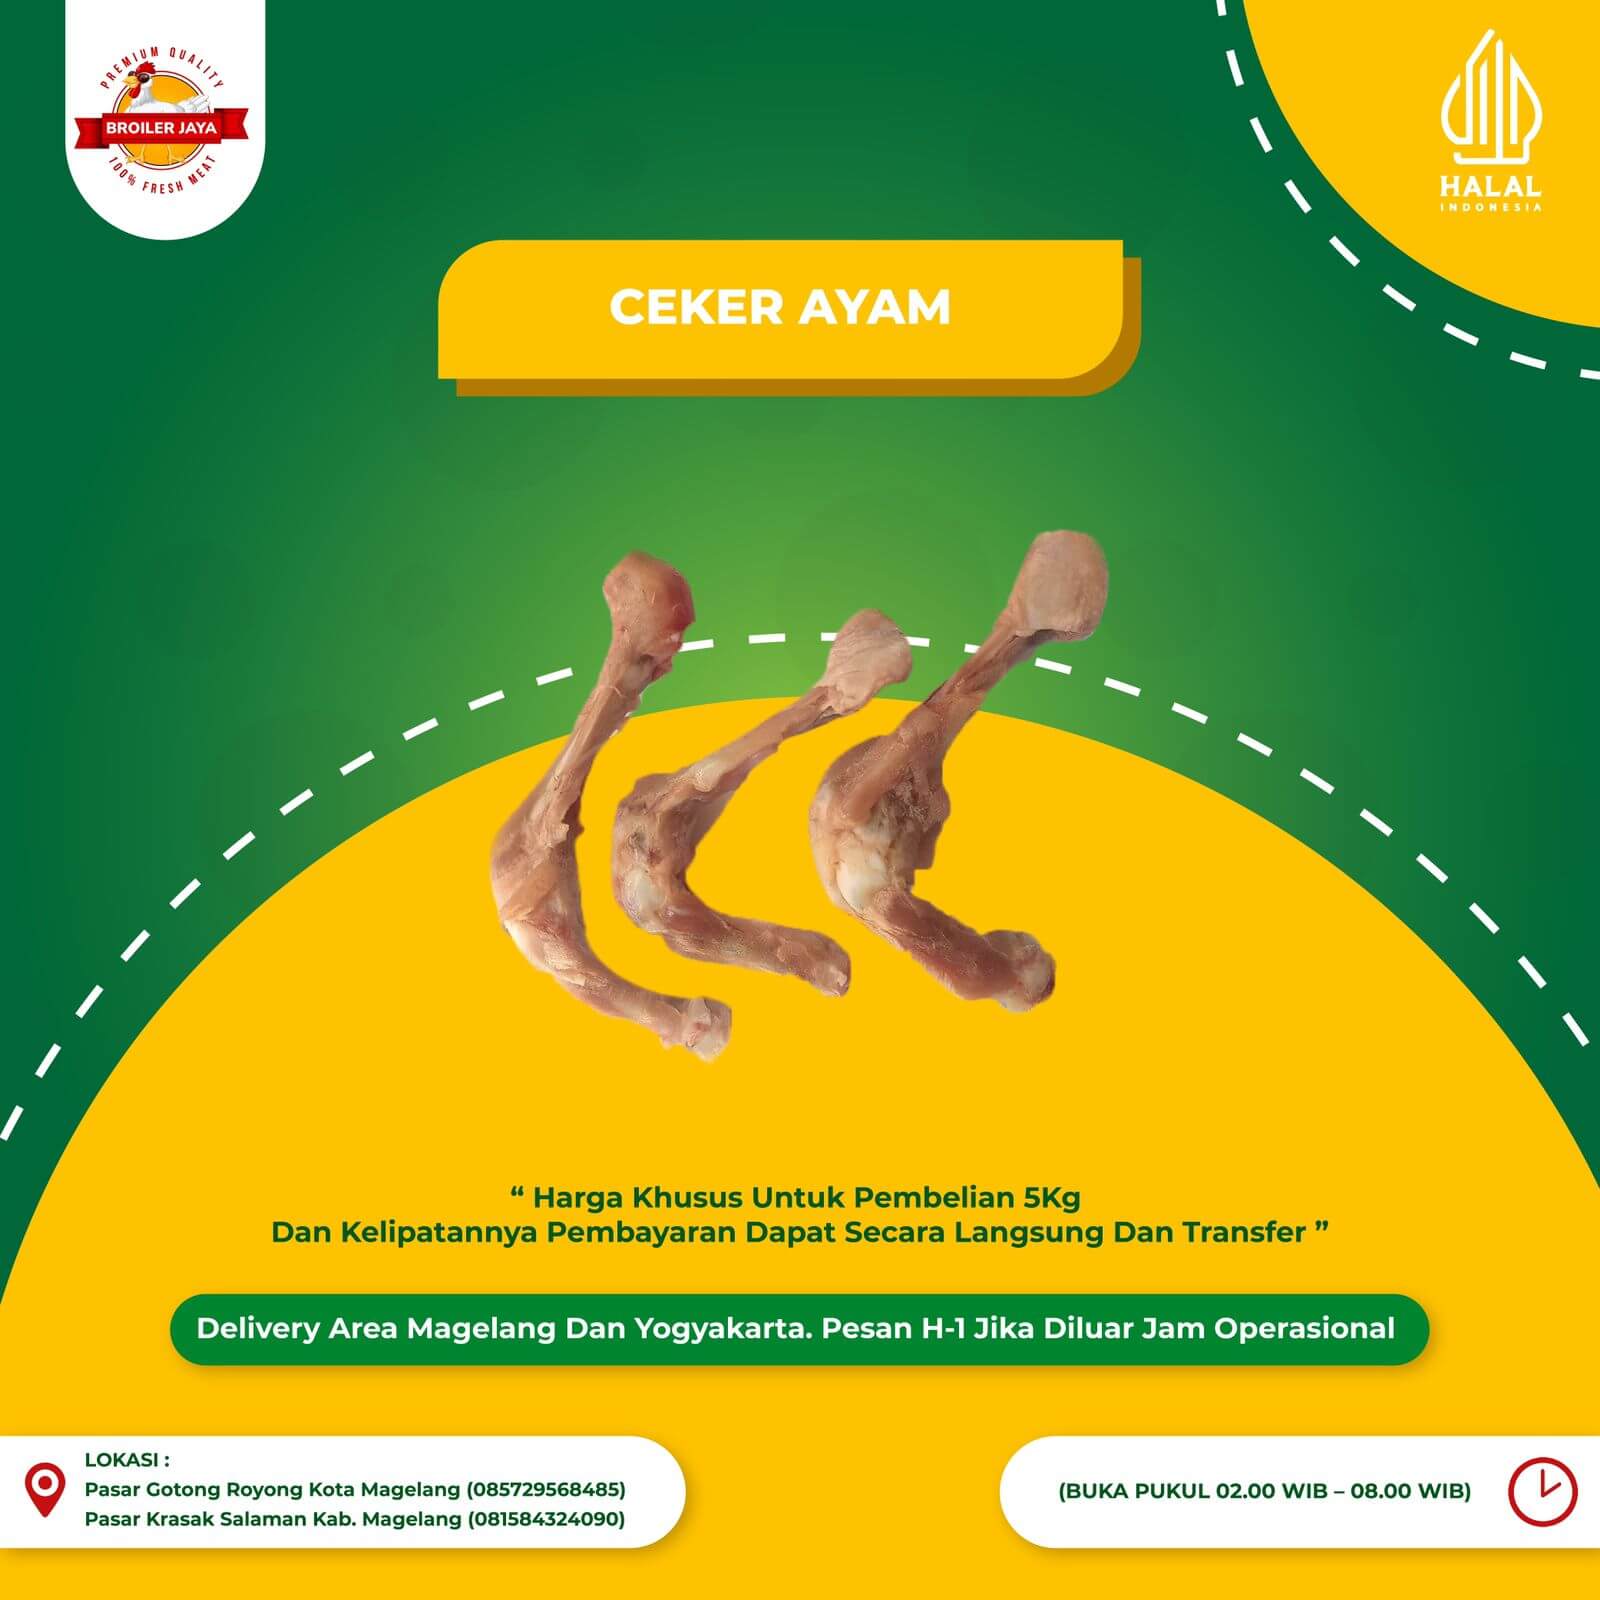 PREMIUM QUALITY
BROILER JAYA
100% FRESH MEAT
HALAL
INDONESIA
CEKER AYAM
“ Harga Khusus Untuk Pembelian 5Kg
Dan Kelipatannya Pembayaran Dapat Secara Langsung Dan Transfer ”
Delivery Area Magelang Dan Yogyakarta. Pesan H-1 Jika Diluar Jam Operasional
LOKASI :
Pasar Gotong Royong Kota Magelang (085729568485)
Pasar Krasak Salaman Kab. Magelang (081584324090)
(BUKA PUKUL 02.00 WIB – 08.00 WIB)